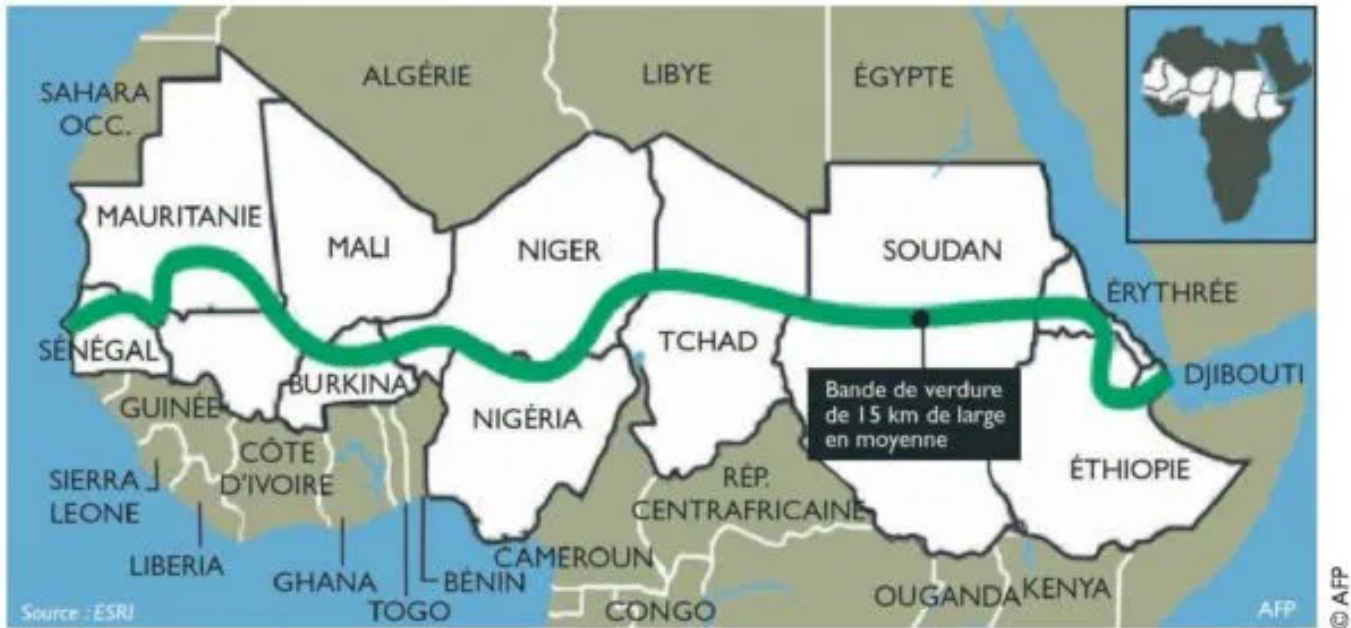 ALGÉRIE
LIBYE
ÉGYPTE
SAHARA
OCC.
MAURITANIE
MALI
NIGER
SOUDAN
ÉRYTHRÉE
SÉNÉGAL
TCHAD
BURKINA
DJIBOUTI
Bande de verdure
de 15 km de large
en moyenne
GUINÉE
NIGÉRIA
CÔTE
D'IVOIRE
ÉTHIOPIE
SIERRA
LEONE
RÉP.
CENTRAFRICAINE
LIBERIA
GHANA
TOGO
BÉNIN
CAMEROUN
CONGO
OUGANDA
KENYA
Source : ESRI
AFP
© AFP